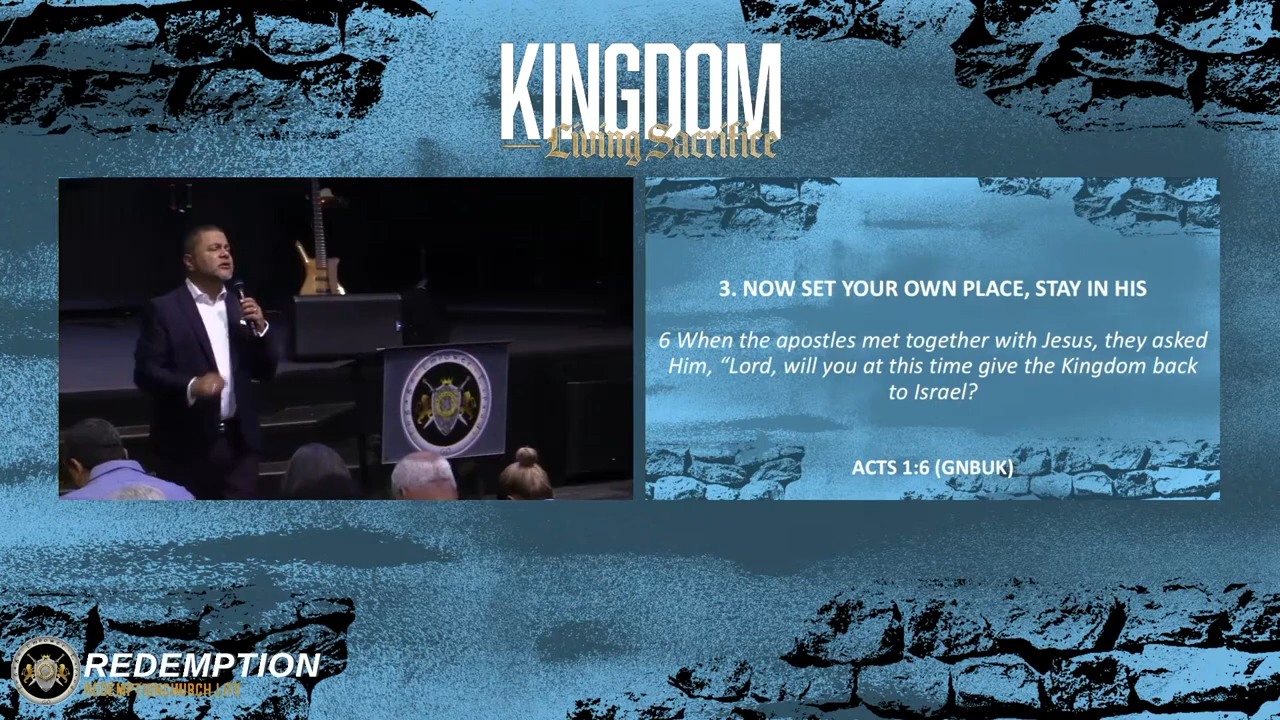 KINGDOM
Living Sacrifice
3. NOW SET YOUR OWN PLACE, STAY IN HIS
6 When the apostles met together with Jesus, they asked
Him, “Lord, will you at this time give the Kingdom back
to Israel?
ACTS 1:6 (GNBUK)
REDEMPTION
REDEMPTIONCHURCH.LIFE